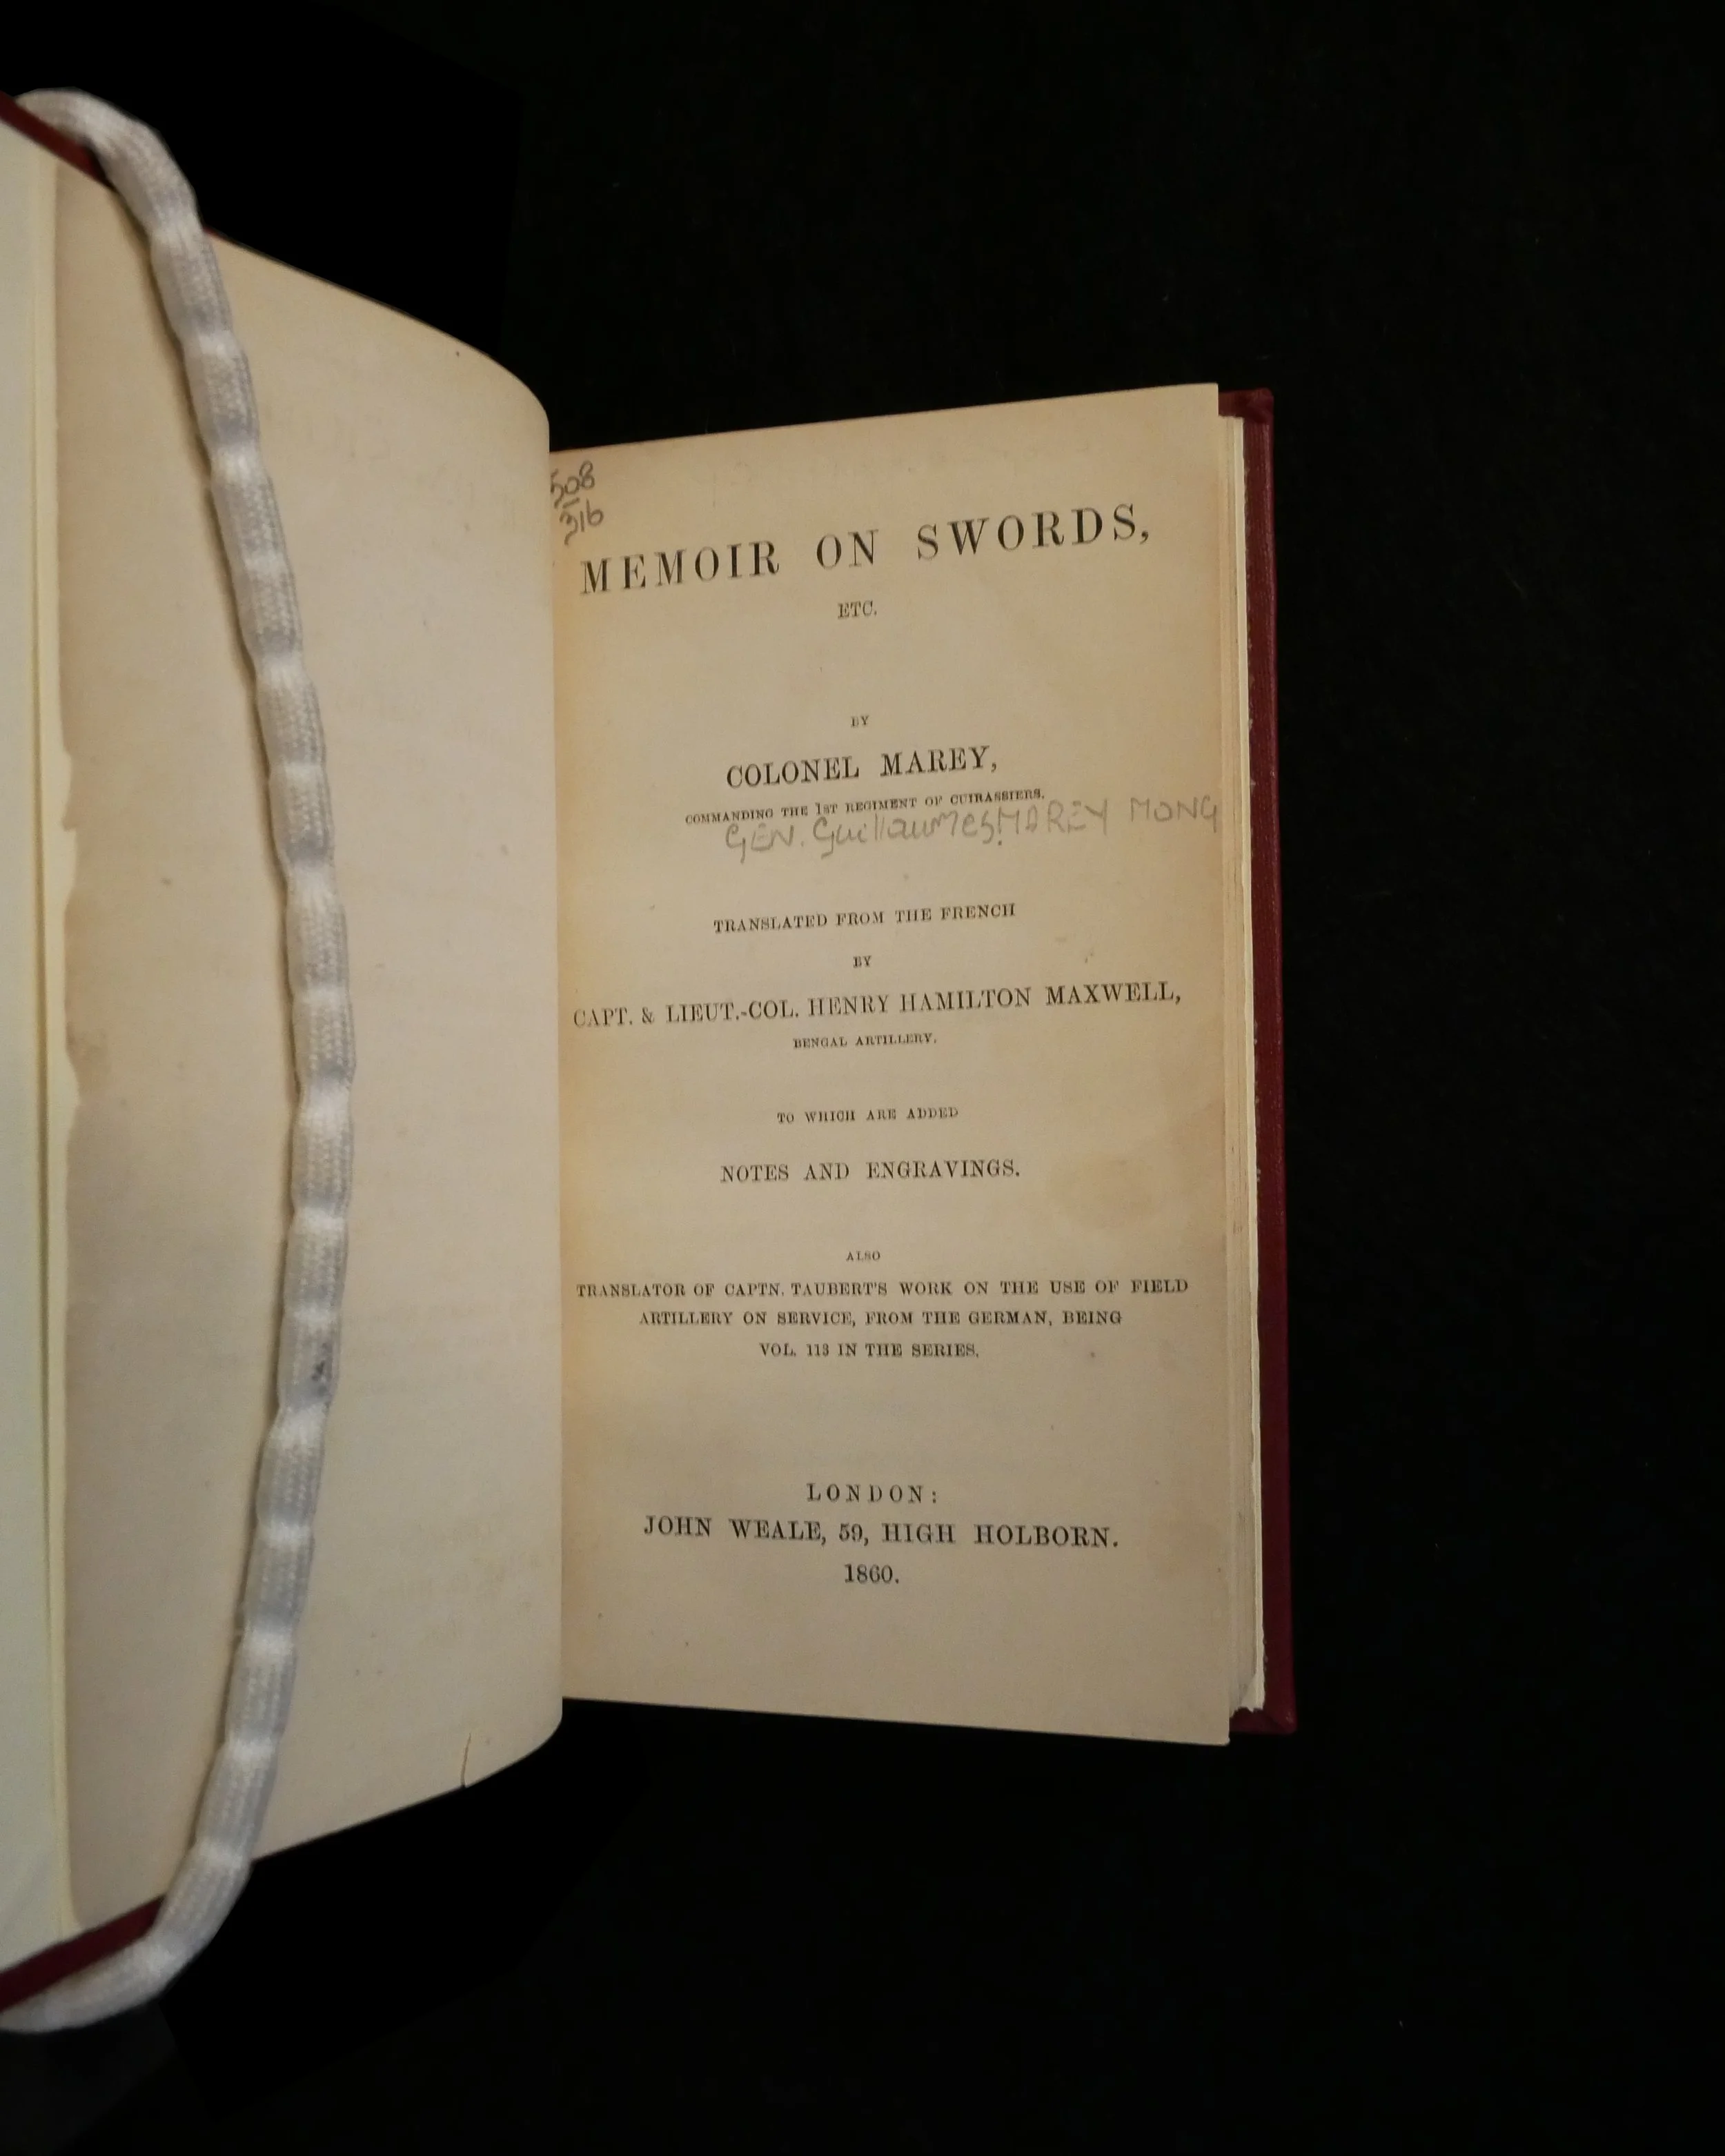 508
316
MEMOIR ON SWORDS,
ETC.
BY
COLONEL MAREY,
COMMANDING THE 1ST REGIMENT OF CUIRASSIERS.
GEN. Guillaumes MAREY MONG
TRANSLATED FROM THE FRENCH
BY
CAPT. & LIEUT.-COL. HENRY HAMILTON MAXWELL,
BENGAL ARTILLERY.
TO WHICH ARE ADDED
NOTES AND ENGRAVINGS.
ALSO
TRANSLATOR OF CAPTN. TAUBERT'S WORK ON THE USE OF FIELD
ARTILLERY ON SERVICE, FROM THE GERMAN, BEING
VOL. 113 IN THE SERIES.
LONDON:
JOHN WEALE, 59, HIGH HOLBORN.
1860.